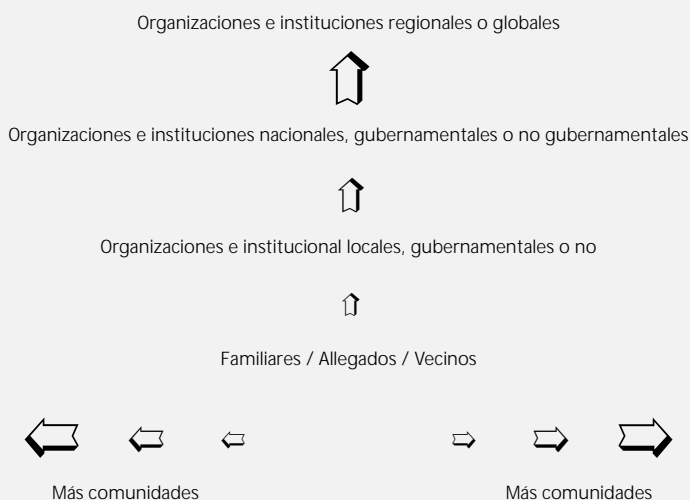 Organizaciones e instituciones regionales o globales
Organizaciones e instituciones nacionales, gubernamentales o no gubernamentales
Organizaciones e institucional locales, gubernamentales o no
Familiares / Allegados / Vecinos
Más comunidades
Más comunidades